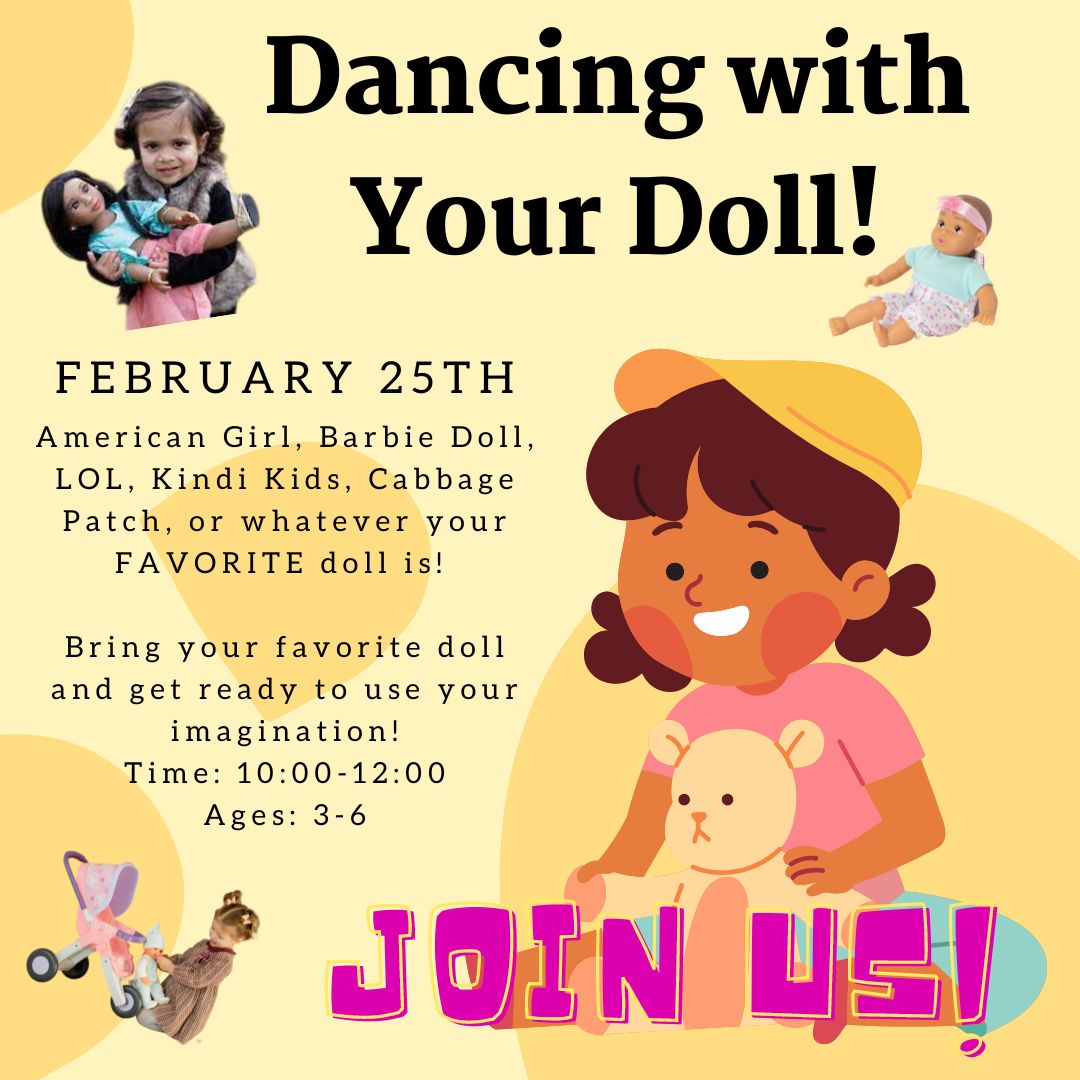 Dancing with
Your Doll!
FEBRUARY 25TH
American Girl, Barbie Doll,
LOL, Kindi Kids, Cabbage
Patch, or whatever your
FAVORITE doll is!
Bring your favorite doll
and get ready to use your
imagination!
Time: 10:00-12:00
Ages: 3-6
JOIN US!